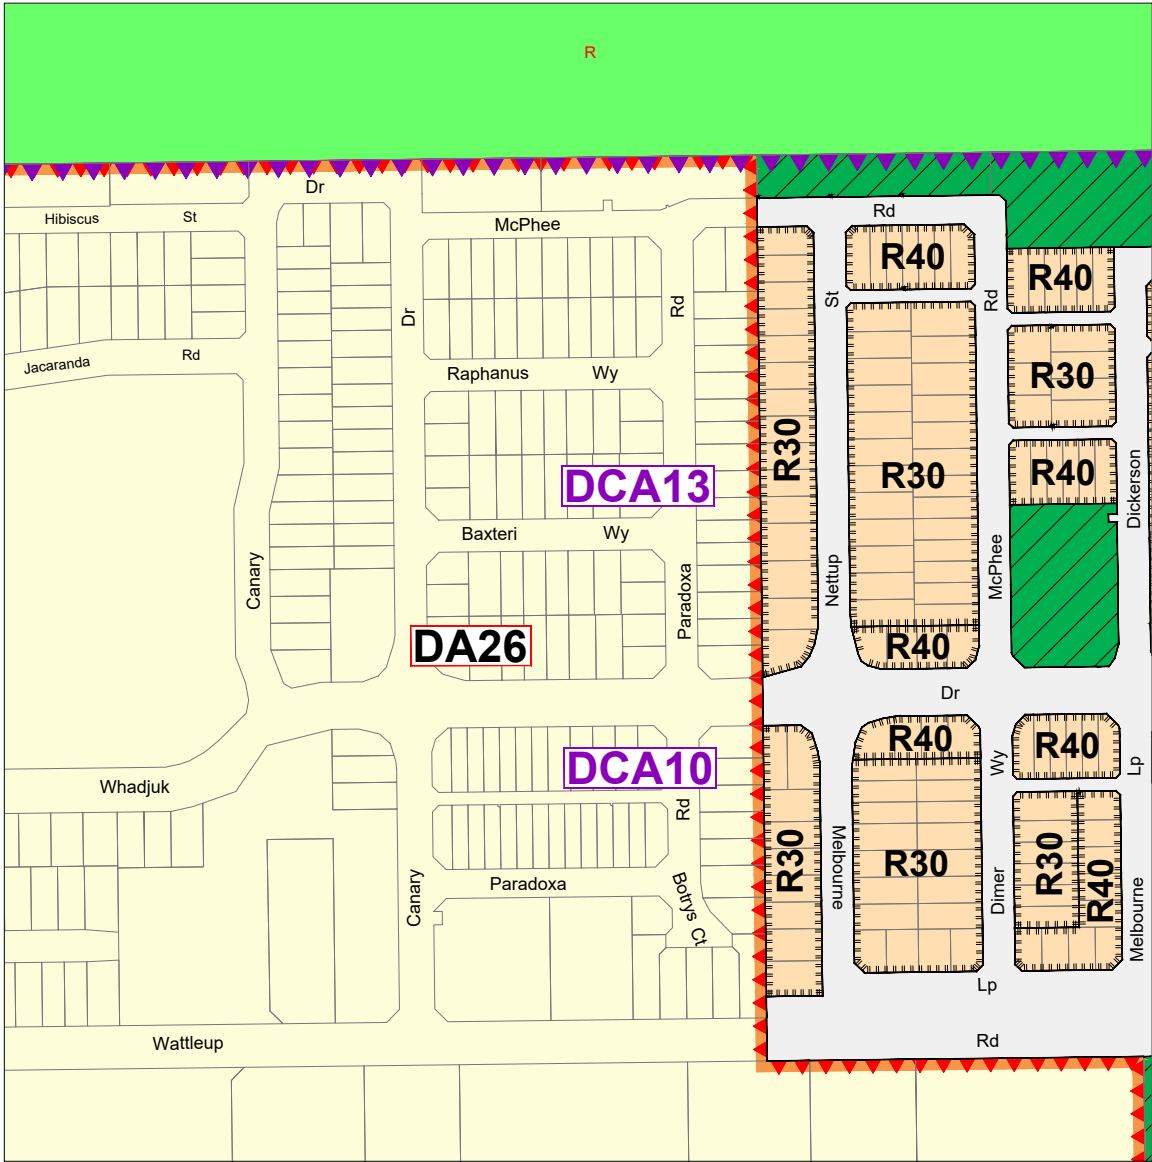 R
Dr
Hibiscus St
McPhee
Rd
R40
R40
St
Rd
Rd
Dr
Jacaranda Rd
Raphanus Wy
R30
R30
R30
R40
DCA13
Dickerson
Baxteri Wy
Canary
Nettup
McPhee
Paradoxa
DA26
R40
Dr
R40
R40
Wy
Lp
DCA10
Whadjuk
Rd
R30
Melbourne
R30
R30
R40
Dimer
Melbourne
Canary
Paradoxa
Botrys Ct
Lp
Wattleup
Rd